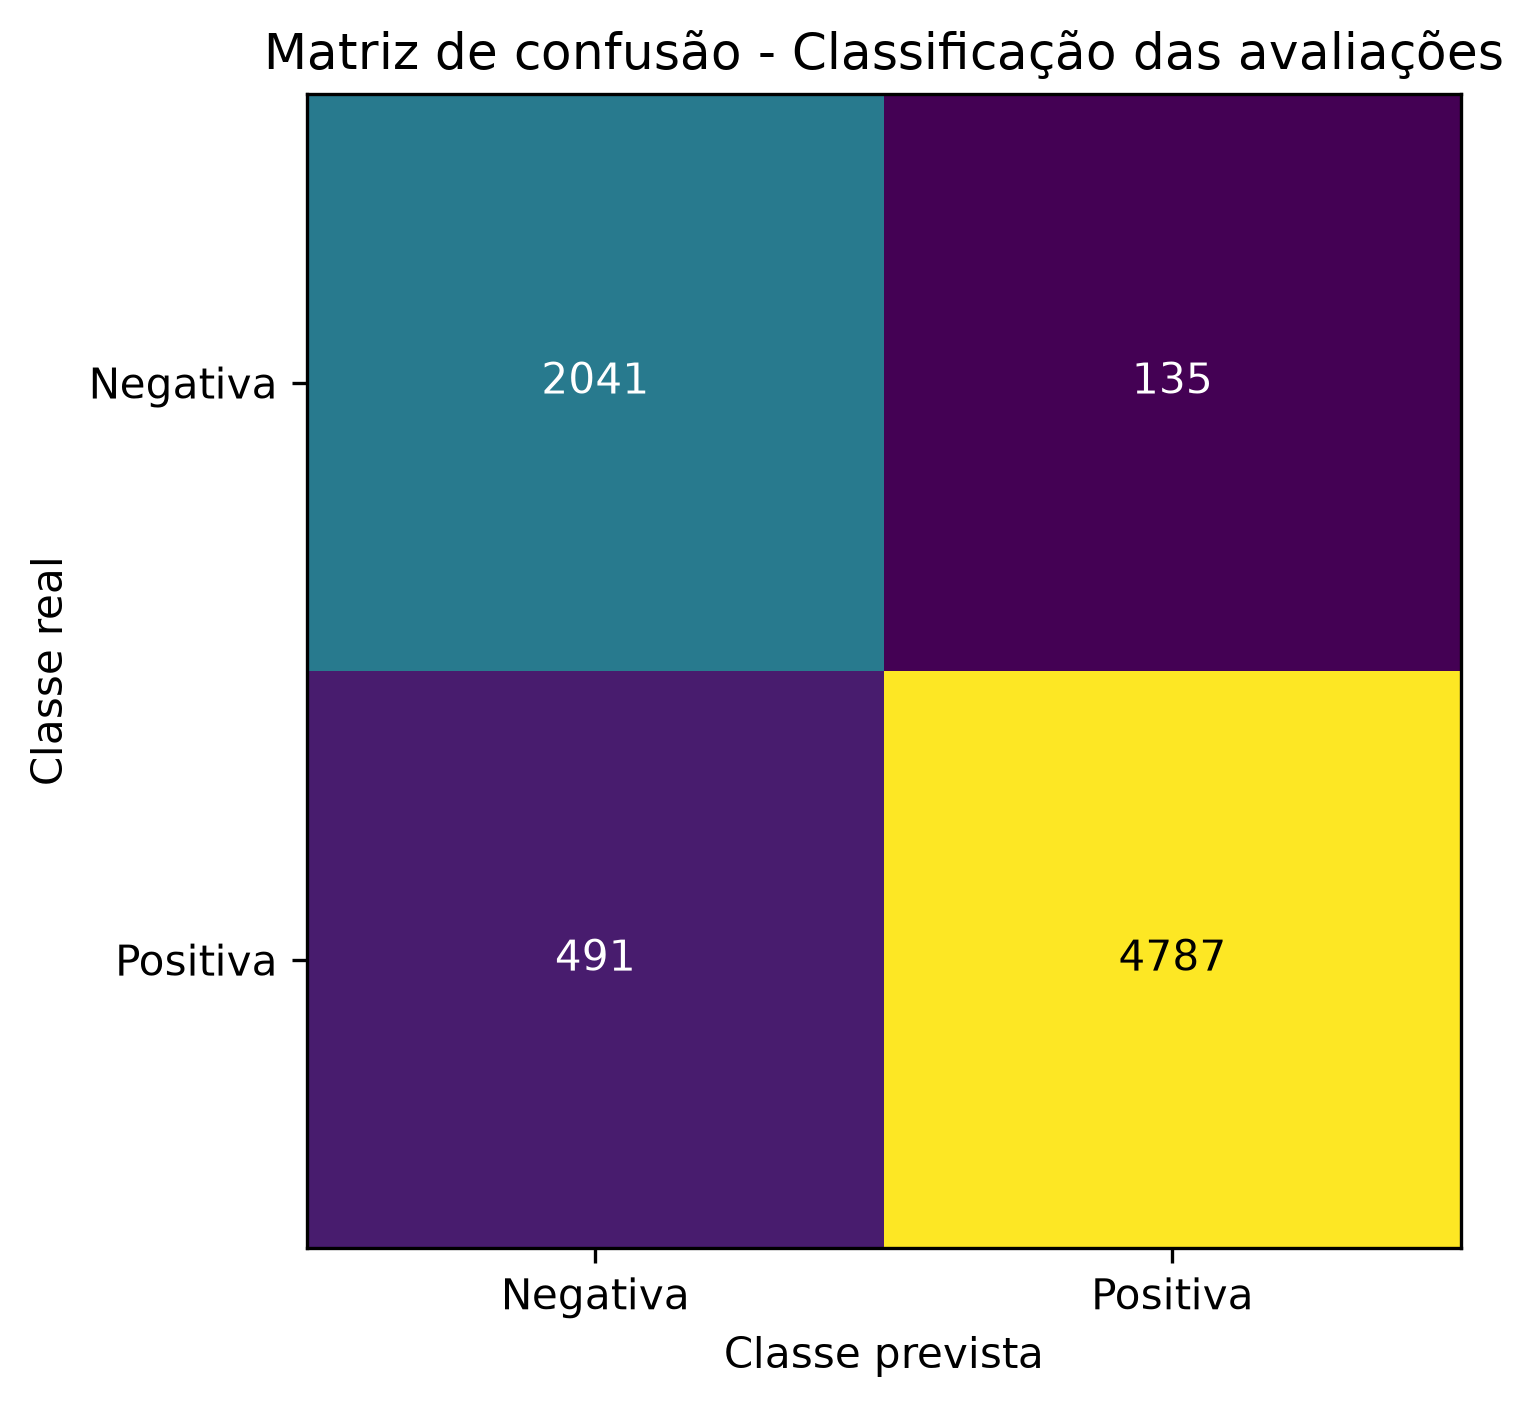 Matriz de confusão - Classificação das avaliações
Classe real
Negativa
2041
135
Positiva
491
4787
Negativa
Positiva
Classe prevista